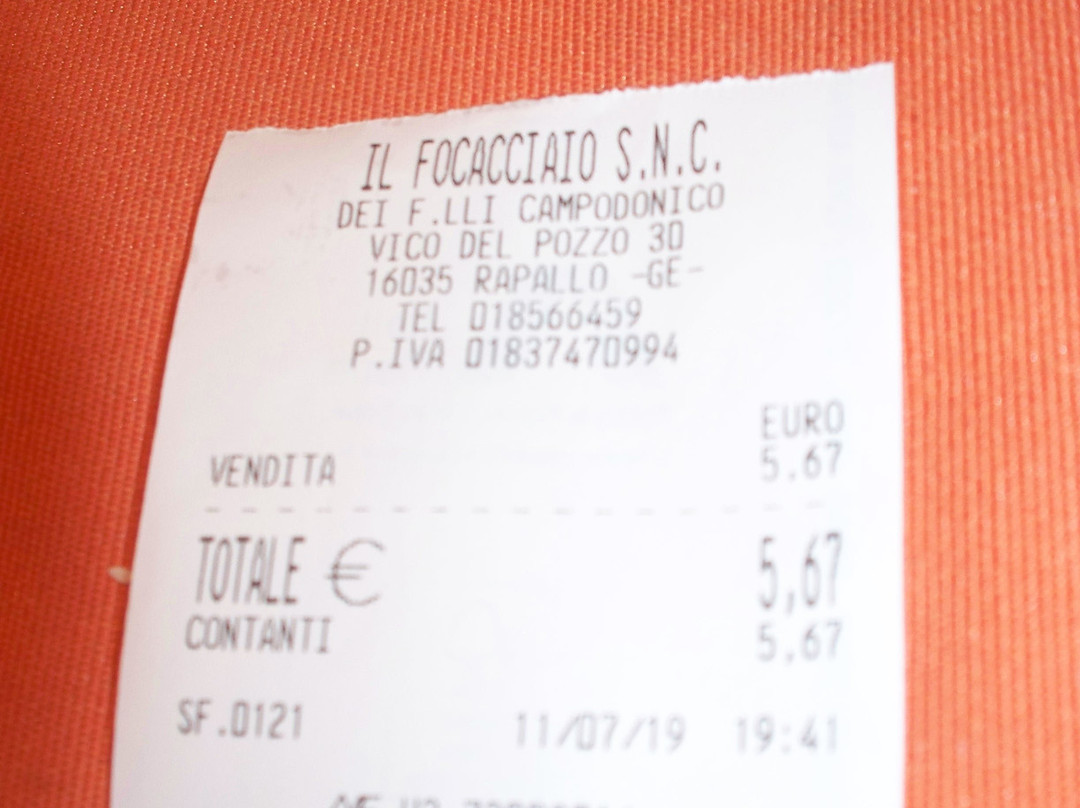 IL FOCACCIAIO S.N.C.
DEI F.LLI CAMPODONICO
VICO DEL POZZO 30
16035 RAPALLO -GE-
TEL 018566459
P.IVA 01837470994
EURO
VENDITA 5.67
TOTALE € 5,67
CONTANTI 5,67
SF.0121 11/07/19 19:41